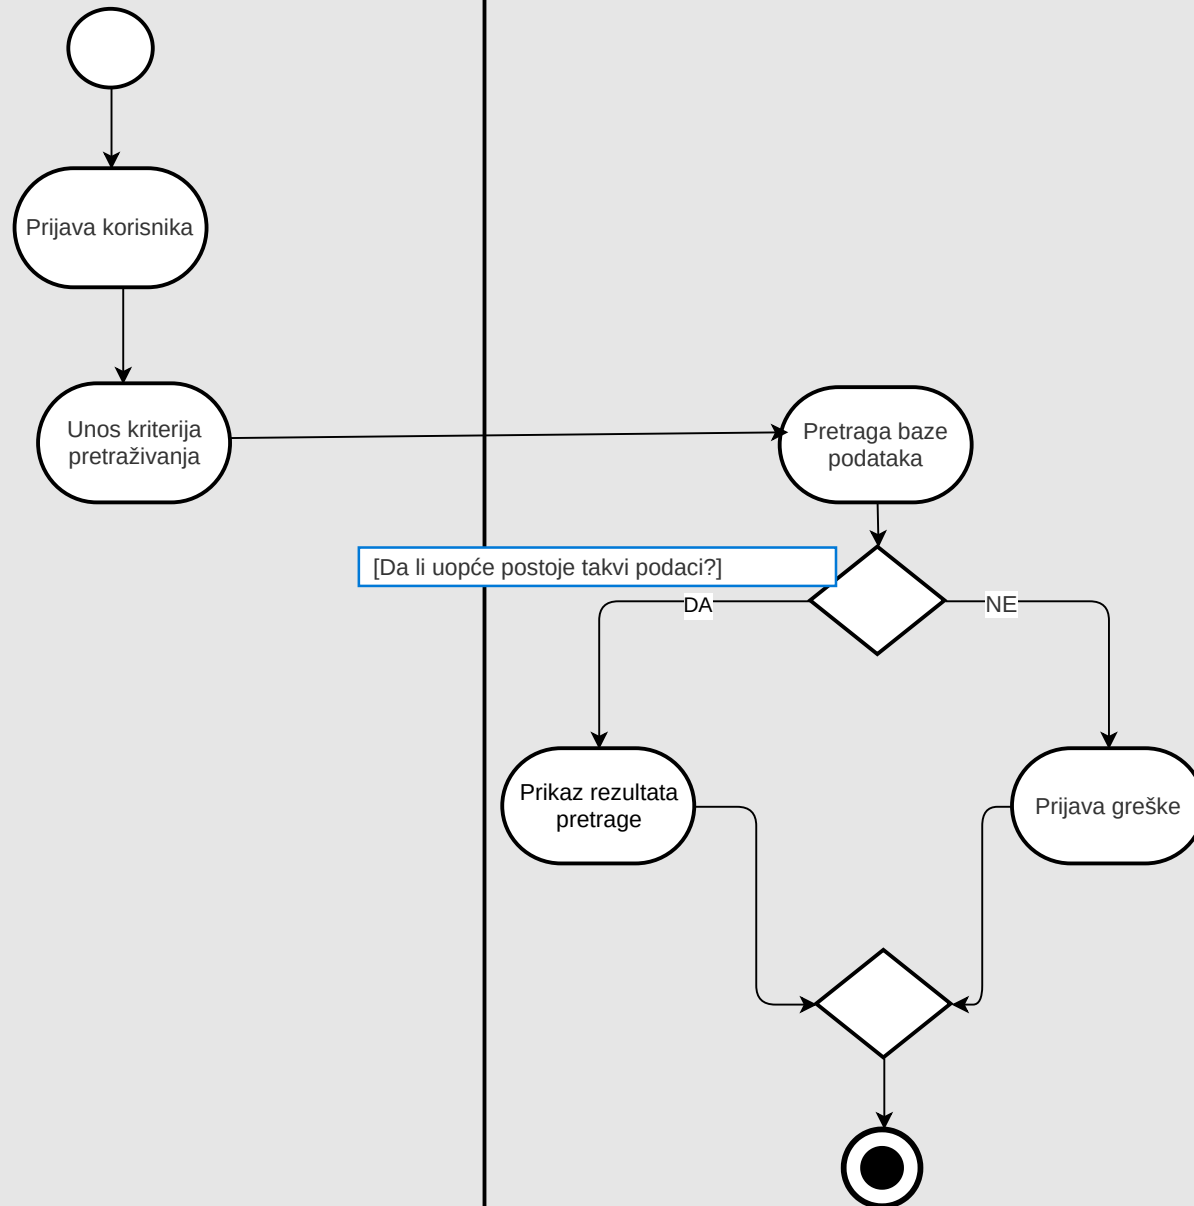 Prijava korisnika
Unos kriterija
pretraživanja
Pretraga baze
podataka
[Da li uopće postoje takvi podaci?]
DA
NE
Prikaz rezultata
pretrage
Prijava greške